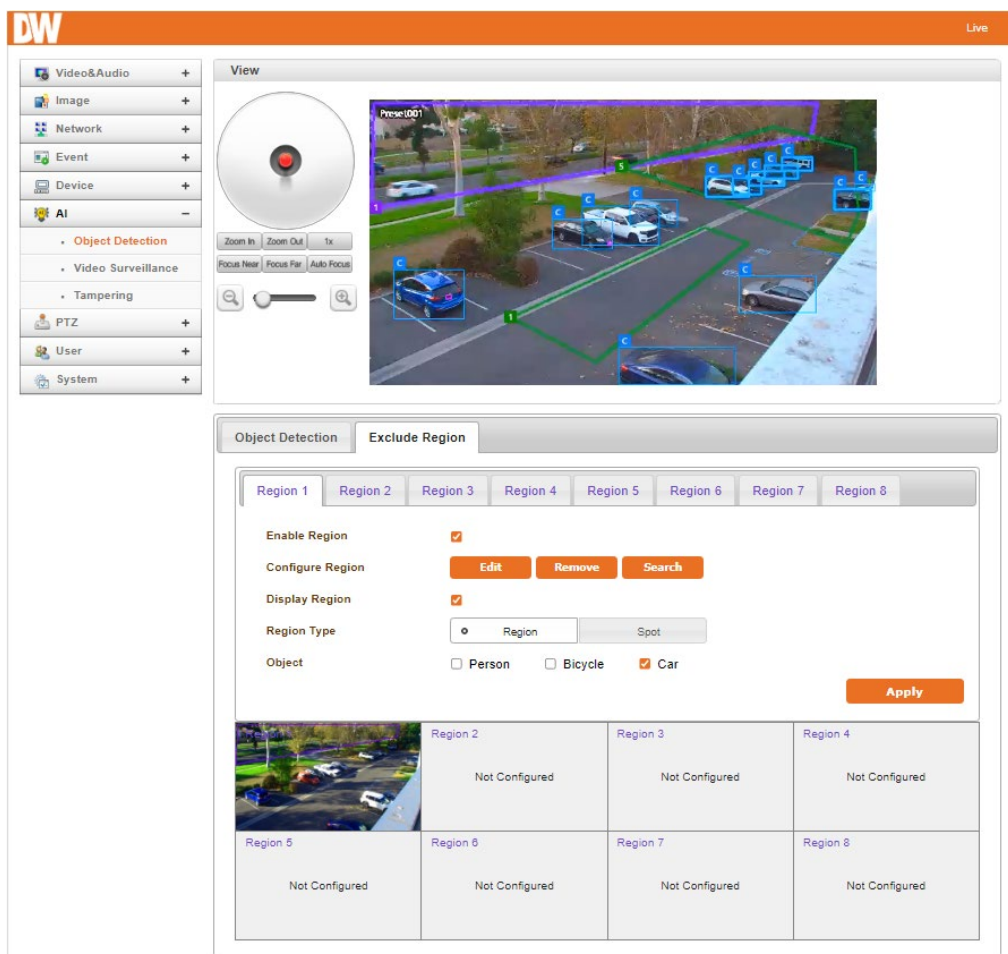 DW
Live
Video&Audio +
Image +
Network +
Event +
Device +
AI −
Object Detection
Video Surveillance
Tampering
PTZ +
User +
System +
View
Zoom In Zoom Out 1x
Focus Near Focus Far Auto Focus
Preset001
1
5
C C C C C
C C
C C C
C
C
1
C
Object Detection Exclude Region
Region 1 Region 2 Region 3 Region 4 Region 5 Region 6 Region 7 Region 8
Enable Region
Configure Region Edit Remove Search
Display Region
Region Type Region Spot
Object Person Bicycle Car
Apply
Region 2 Region 3 Region 4
Not Configured Not Configured Not Configured
Region 5 Region 6 Region 7 Region 8
Not Configured Not Configured Not Configured Not Configured